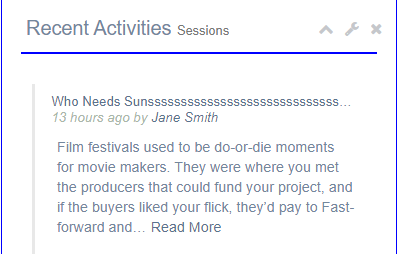 Recent Activities Sessions
Who Needs Sunssssssssssssssssssssssssssssss...
13 hours ago by Jane Smith
Film festivals used to be do-or-die moments
for movie makers. They were where you met
the producers that could fund your project, and
if the buyers liked your flick, they'd pay to Fast-
forward and... Read More